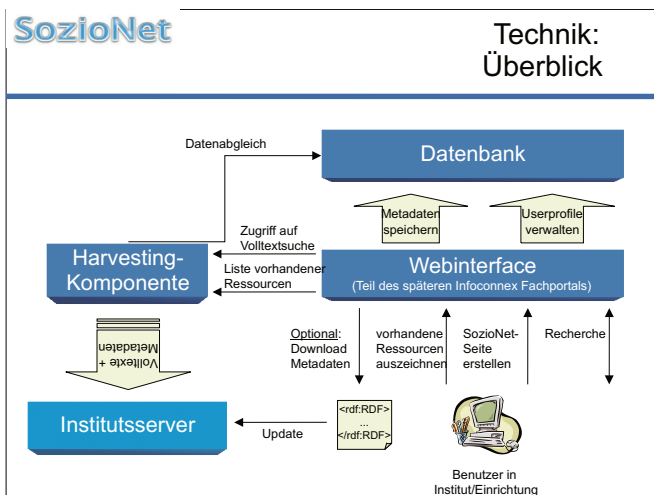 SozioNet
Technik:
Überblick
Datenabgleich
Datenbank
Metadaten
speichern
Userprofile
verwalten
Zugriff auf
Volltextsuche
Harvesting-
Komponente
Liste vorhandener
Ressourcen
Webinterface
(Teil des späteren Infoconnex Fachportals)
Volltexte +
Metadaten
Optional:
Download
Metadaten
vorhandene
Ressourcen
auszeichnen
SozioNet-
Seite
erstellen
Recherche
Institutsserver
Update
<rdf:RDF>
...
</rdf:RDF>
Benutzer in
Institut/Einrichtung